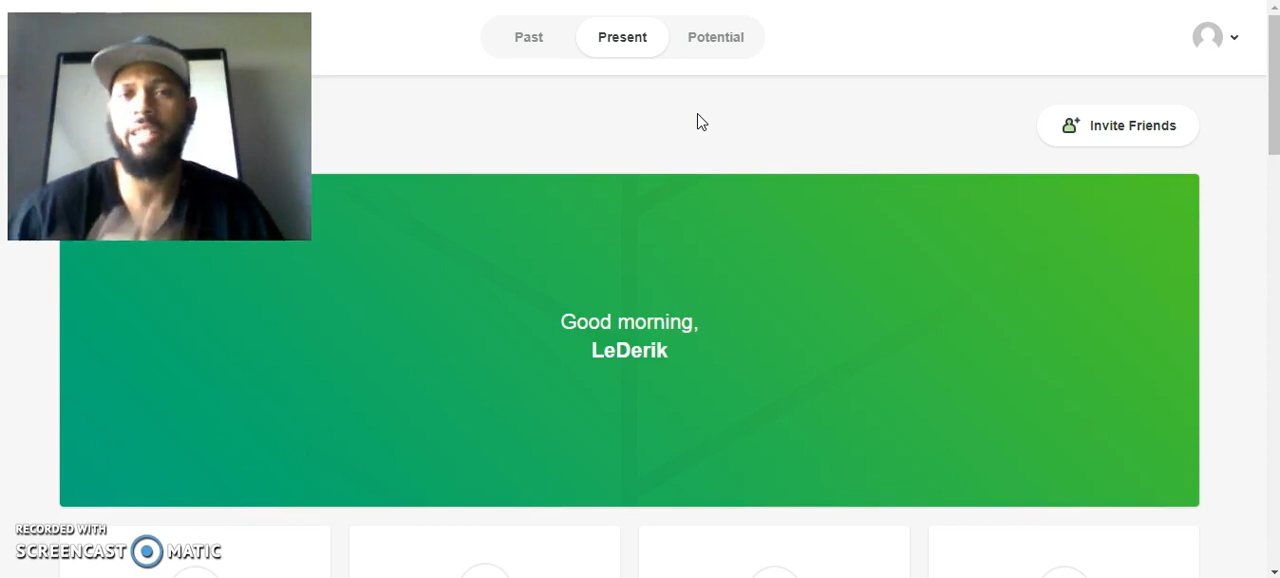 Past Present Potential
Invite Friends
Good morning,
LeDerik
RECORDED WITH
SCREENCAST MATIC